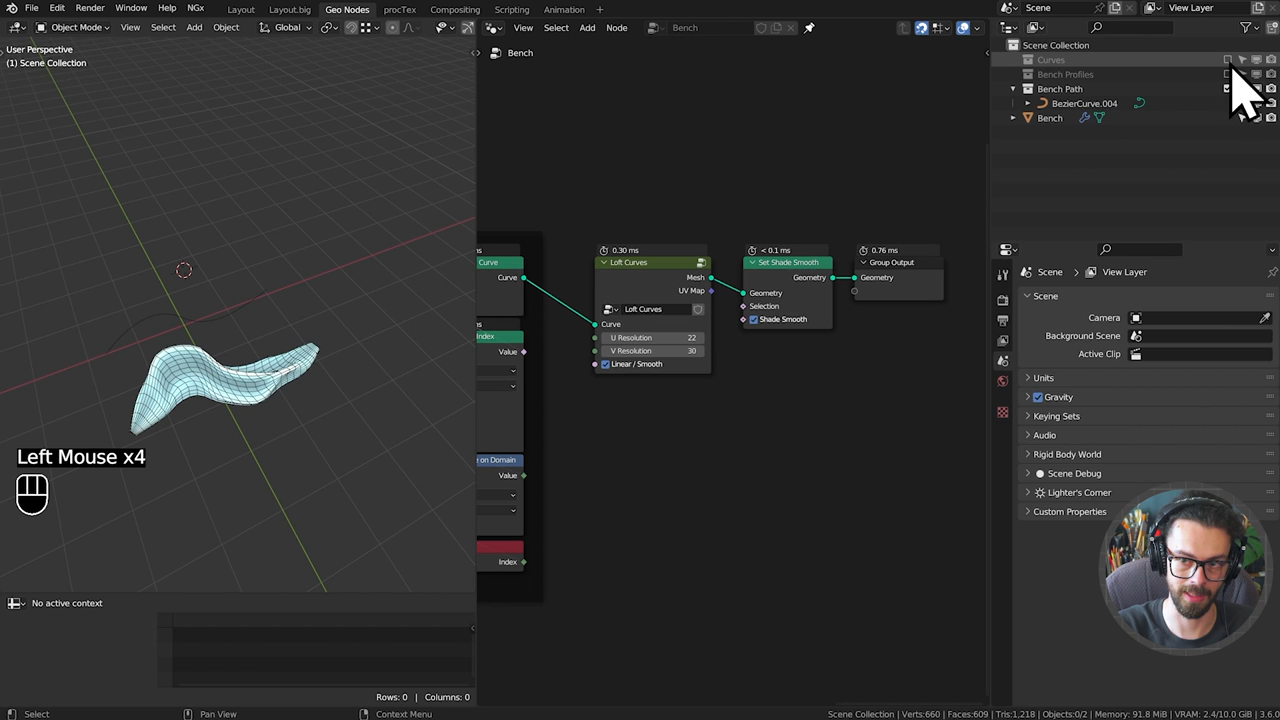 File Edit Render Window Help NGx Layout Layout.big Geo Nodes procTex Compositing Scripting Animation + Scene View Layer
Object Mode View Select Add Object Global View Select Add Node Bench
User Perspective
(1) Scene Collection
Bench
Scene Collection
Curves
Bench Profiles
Bench Path
BezierCurve.004
Bench
0.30 ms < 0.1 ms 0.76 ms
Curve Loft Curves Set Shade Smooth Group Output
Curve Mesh Geometry Geometry
UV Map Geometry
Loft Curves Selection
Curve Shade Smooth
Index U Resolution 22
Value V Resolution 30
Linear / Smooth
e on Domain
Value
Index
Scene View Layer
Scene
Camera
Background Scene
Active Clip
Units
Gravity
Keying Sets
Audio
Rigid Body World
Scene Debug
Lighter's Corner
Custom Properties
Left Mouse x4
No active context
Rows: 0 | Columns: 0
Select Pan View Context Menu Scene Collection | Verts:660 | Faces:609 | Tris:1,218 | Objects:0/2 | Memory: 91.8 MiB | VRAM: 2.4/10.0 GiB | 3.6.0